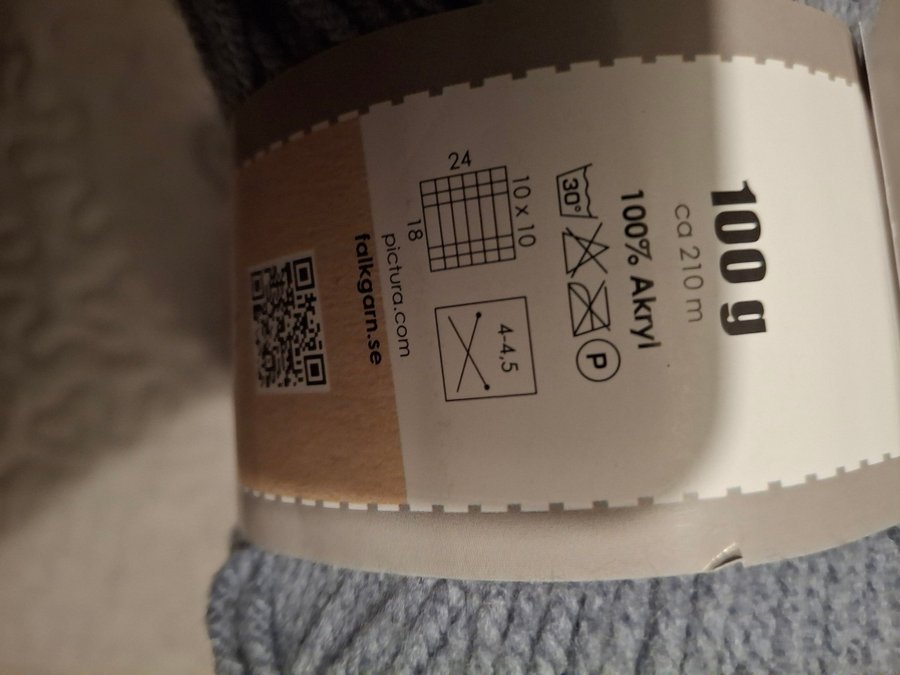 100 g
ca 210 m
100% Akryl
30° P
10 x 10
24
18
4-4,5
pictura.com
falkgarn.se